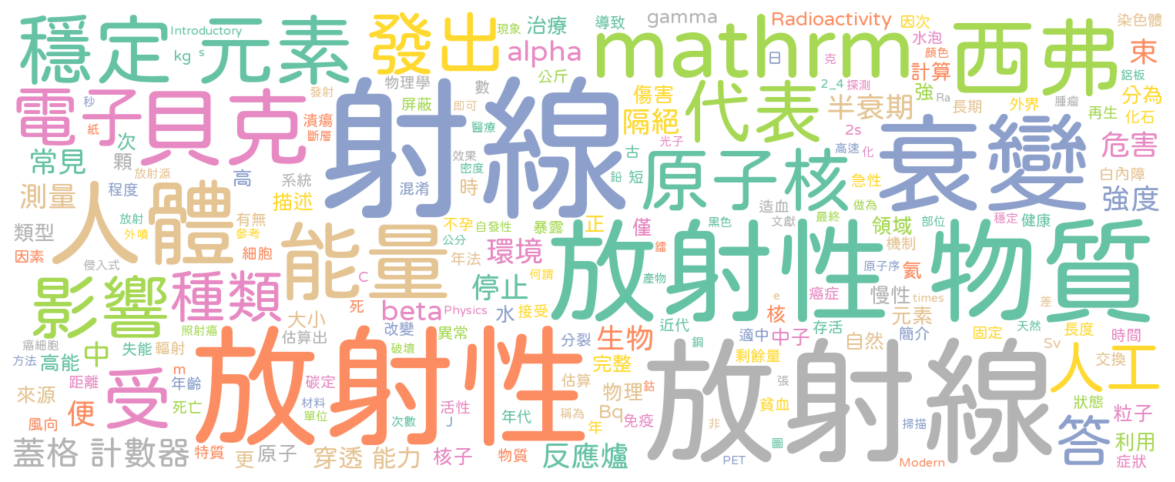 穩定 元素 Introductory kg s 發出 現象 治療 導致 gamma Radioactivity 因次 染色體
alpha 公斤 mathrm 水泡 顏色 日 克 計算 西弗 束
電子 秒 紙 貝克 發射 潰瘍 斷層 物理學 數 屏蔽 即可 醫療 傷害 隔絕 代表 2_4 探測 半衰期 強 Ra 長期 外界 腫瘤 鋁板 分為 再生 化石
常見 次 顆 放射源 高 系統 射線 效果 密度 光子 古 鉛 短 原子核 2s 高速 化 急性 衰變 白內障 危害
測量 程度 人體 有無 時 描述 混淆 不孕 自發性 暴露 正 僅 造血 文獻 黑色 做為 最終 領域 部位 穩定 健康 強度
類型 因素 放射 外噴 參考 細胞 能量 公分 年法 環境 鐳 產物 放射性 物質 機制 原子序 氦
侵入式 影響 種類 C 死 beta Physics 停止 何謂 水 接受 癌症 核 e 慢性 元素 times
癌細胞 方法 高能 中 照射癌 失能 輻射 大小 估算出 改變 破壞 異常 分裂 生物 近代 銅 適中 中子 存活 自然 簡介 固定 天然 差 長度 Sv 時間
來源 距離 風向 便 受 m 年齡 死亡 放射性 碳定 材料 單位 J 次數 活性 年代 稱為 估算 完整 物理 鈷 Bq 年 免疫 放射線 剩餘量 張 貧血 非 圖 人工 交換 狀態 粒子
蓋格 計數器 特質 更 原子 穿透 能力 核子 物質 反應爐 PET 掃描 Modern 答 利用 症狀